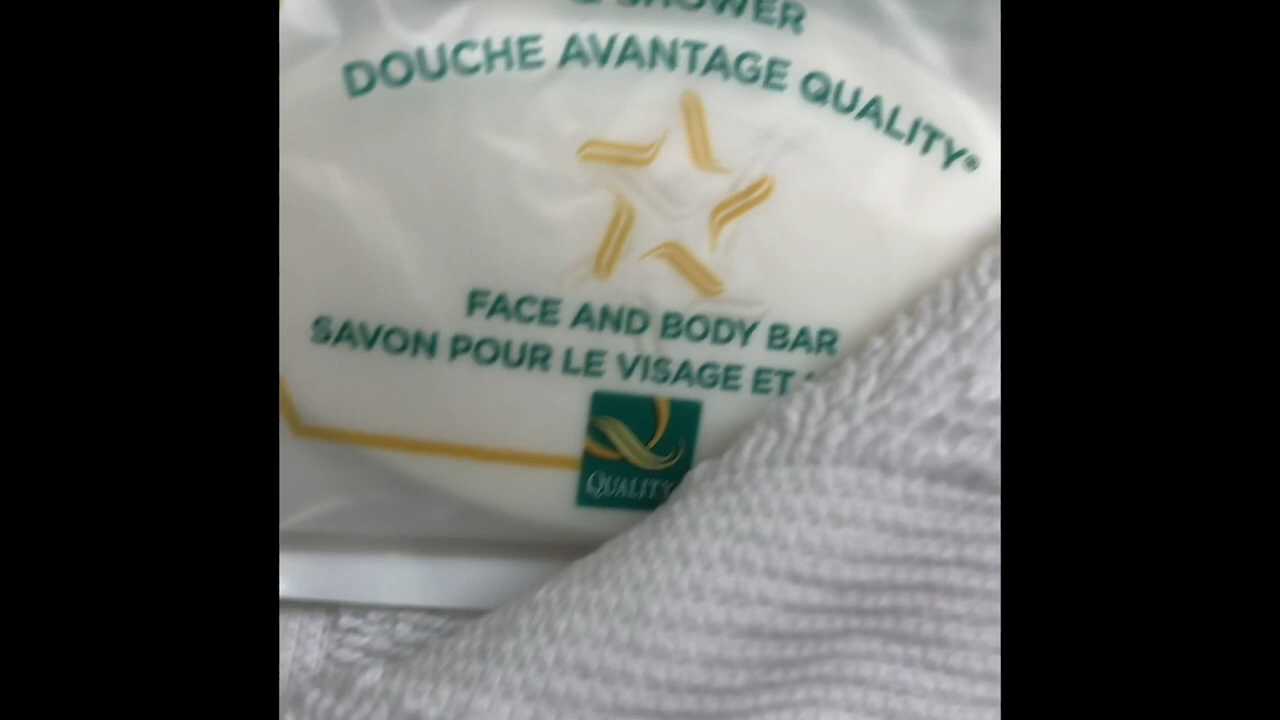 SHOWER
DOUCHE AVANTAGE QUALITY®
FACE AND BODY BAR
SAVON POUR LE VISAGE ET
QUALITY